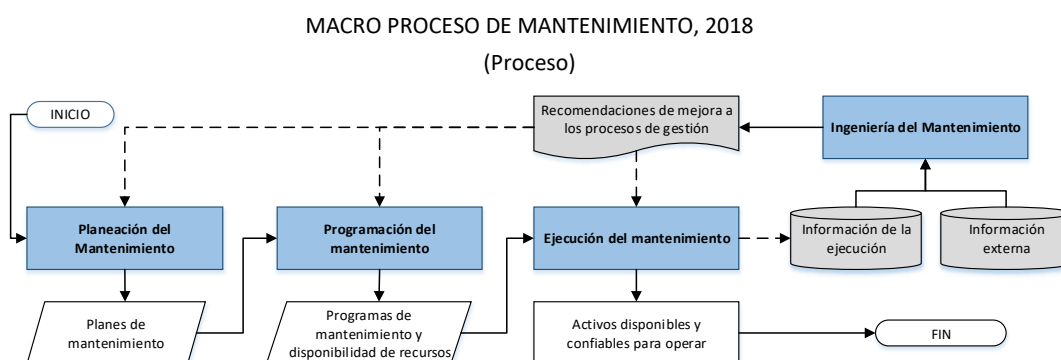 MACRO PROCESO DE MANTENIMIENTO, 2018
(Proceso)
INICIO
Recomendaciones de mejora a
los procesos de gestión
Ingeniería del Mantenimiento
Planeación del
Mantenimiento
Programación del
mantenimiento
Ejecución del mantenimiento
Información de la
ejecución
Información
externa
Planes de
mantenimiento
Programas de
mantenimiento y
disponibilidad de recursos
Activos disponibles y
confiables para operar
FIN